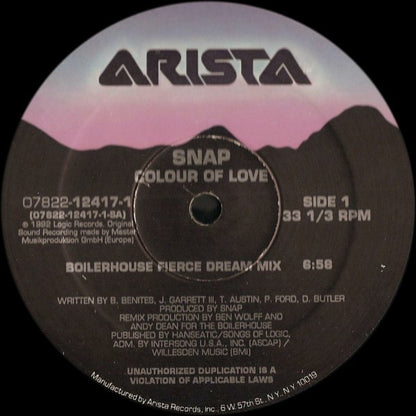 ARISTA
SNAP
COLOUR OF LOVE
07822-12417-1
(07822-12417-1-SA)
℗ 1992 Logic Records. Original
Sound Recording made by Master
Musikproduktion GmbH (Europe)
SIDE 1
33 1/3 RPM
BOILERHOUSE FIERCE DREAM MIX 6:58
WRITTEN BY B. BENITES, J. GARRETT III, T. AUSTIN, P. FORD, D. BUTLER
PRODUCED BY SNAP
REMIX PRODUCTION BY BEN WOLFF AND
ANDY DEAN FOR THE BOILERHOUSE
PUBLISHED BY HANSEATIC/SONGS OF LOGIC,
ADM. BY INTERSONG U.S.A., INC. (ASCAP) /
WILLESDEN MUSIC (BMI)
UNAUTHORIZED DUPLICATION IS A
VIOLATION OF APPLICABLE LAWS
Manufactured by Arista Records, Inc., 6 W 57th St., N.Y., N.Y. 10019